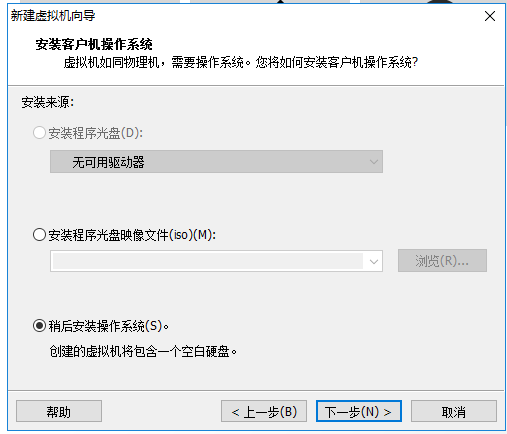 新建虚拟机向导
安装客户机操作系统
虚拟机如同物理机，需要操作系统。您将如何安装客户机操作系统?
安装来源:
安装程序光盘(D):
无可用驱动器
安装程序光盘映像文件(iso)(M):
浏览(R)...
稍后安装操作系统(S)。
创建的虚拟机将包含一个空白硬盘。
帮助
< 上一步(B)
下一步(N) >
取消